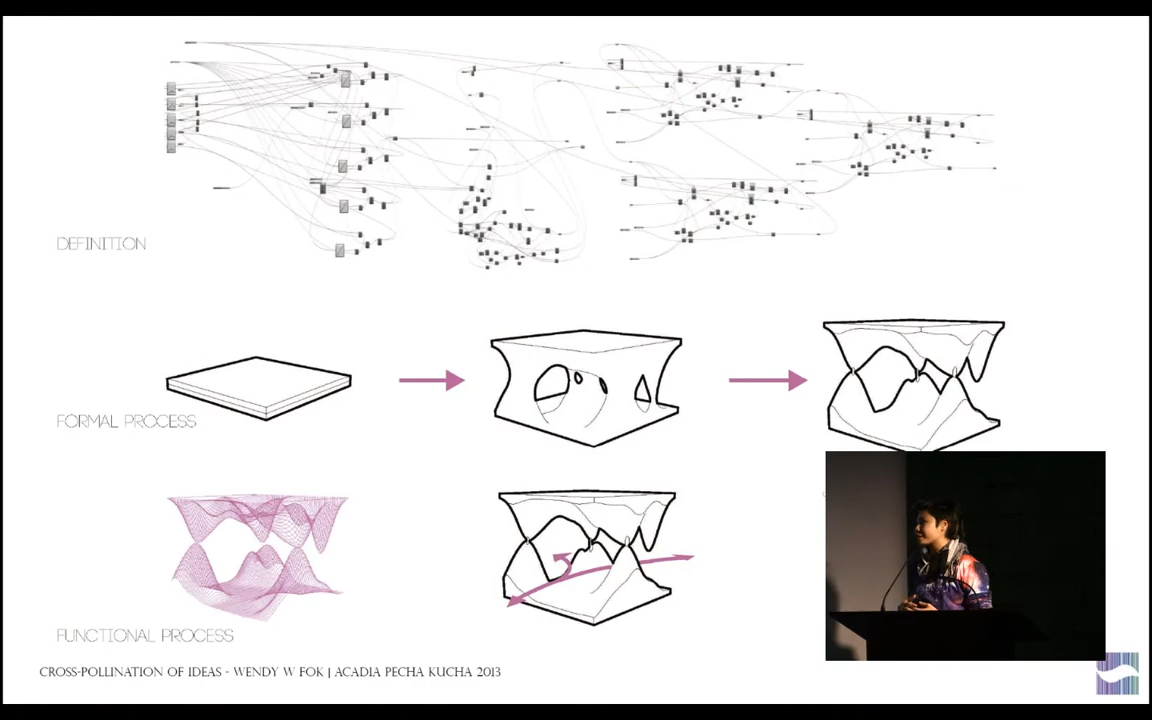 DEFINITION
FORMAL PROCESS
FUNCTIONAL PROCESS
CROSS-POLLINATION OF IDEAS - WENDY W FOK | ACADIA PECHA KUCHA 2013